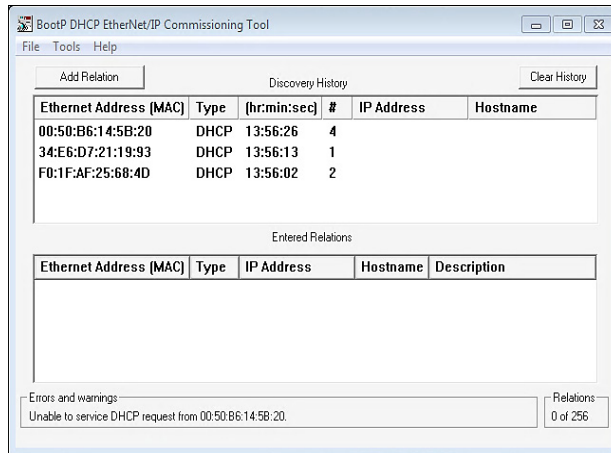 BootP DHCP EtherNet/IP Commissioning Tool
File Tools Help
Add Relation Discovery History Clear History
Ethernet Address (MAC) Type (hr:min:sec) # IP Address Hostname
00:50:B6:14:5B:20 DHCP 13:56:26 4
34:E6:D7:21:19:93 DHCP 13:56:13 1
F0:1F:AF:25:68:4D DHCP 13:56:02 2
Entered Relations
Ethernet Address (MAC) Type IP Address Hostname Description
Errors and warnings Relations
Unable to service DHCP request from 00:50:B6:14:5B:20. 0 of 256